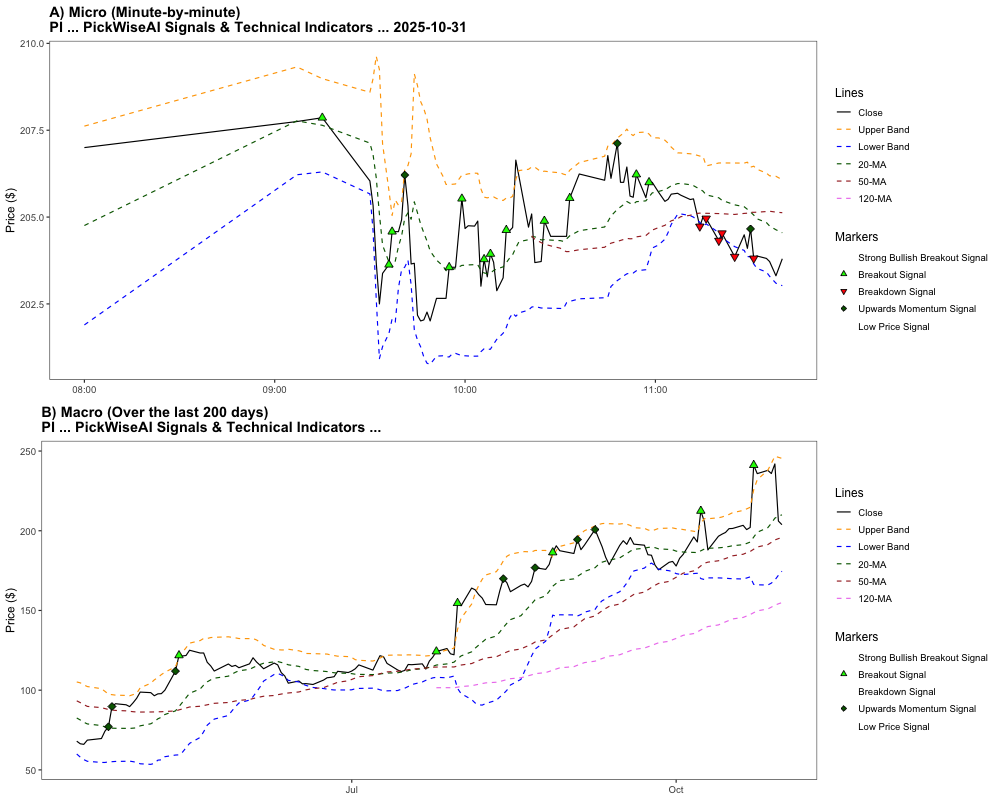 A) Micro (Minute-by-minute)
PI ... PickWiseAI Signals & Technical Indicators ... 2025-10-31
Price ($)
210.0
207.5
205.0
202.5
08:00
09:00
10:00
11:00
Lines
Close
Upper Band
Lower Band
20-MA
50-MA
120-MA
Markers
Strong Bullish Breakout Signal
Breakout Signal
Breakdown Signal
Upwards Momentum Signal
Low Price Signal
B) Macro (Over the last 200 days)
PI ... PickWiseAI Signals & Technical Indicators ...
Price ($)
250
200
150
100
50
Jul
Oct
Lines
Close
Upper Band
Lower Band
20-MA
50-MA
120-MA
Markers
Strong Bullish Breakout Signal
Breakout Signal
Breakdown Signal
Upwards Momentum Signal
Low Price Signal